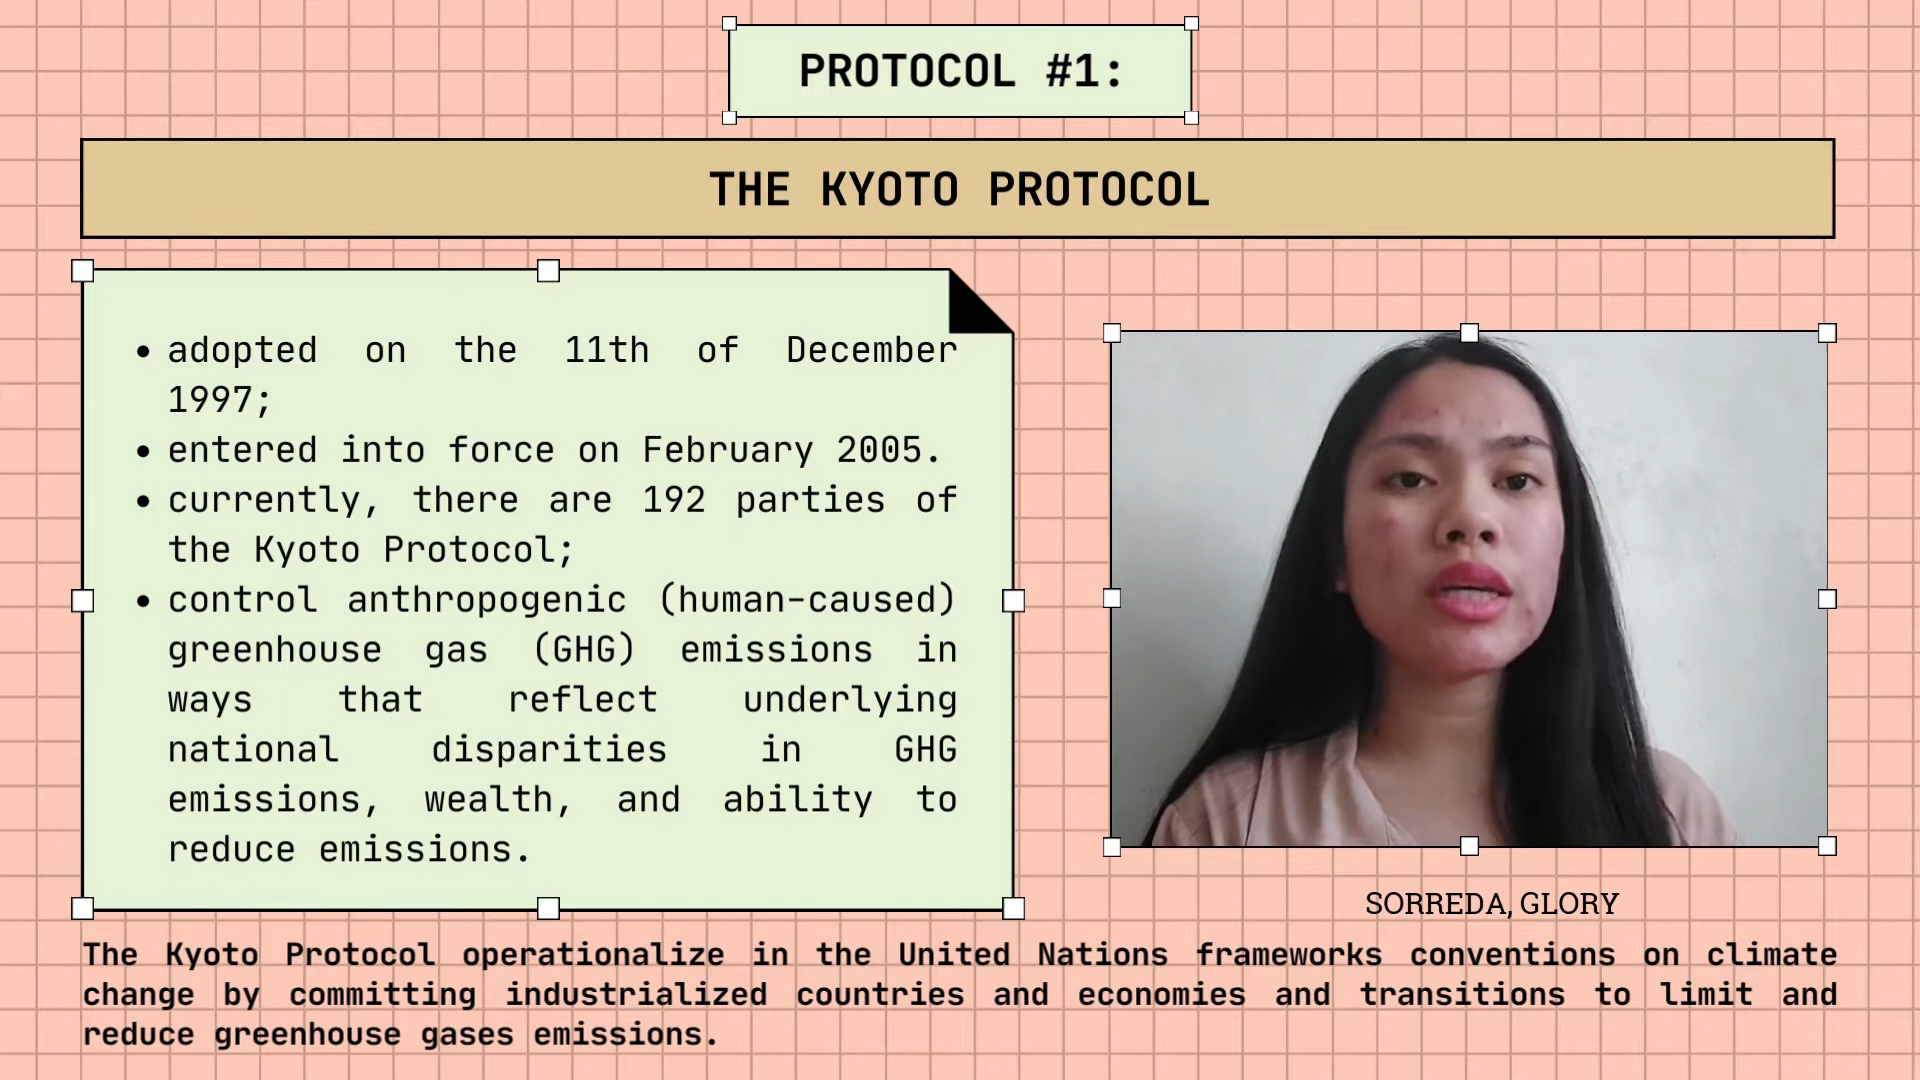 PROTOCOL #1:
THE KYOTO PROTOCOL
• adopted on the 11th of December
1997;
• entered into force on February 2005.
• currently, there are 192 parties of
the Kyoto Protocol;
• control anthropogenic (human-caused)
greenhouse gas (GHG) emissions in
ways that reflect underlying
national disparities in GHG
emissions, wealth, and ability to
reduce emissions.
SORREDA, GLORY
The Kyoto Protocol operationalize in the United Nations frameworks conventions on climate
change by committing industrialized countries and economies and transitions to limit and
reduce greenhouse gases emissions.